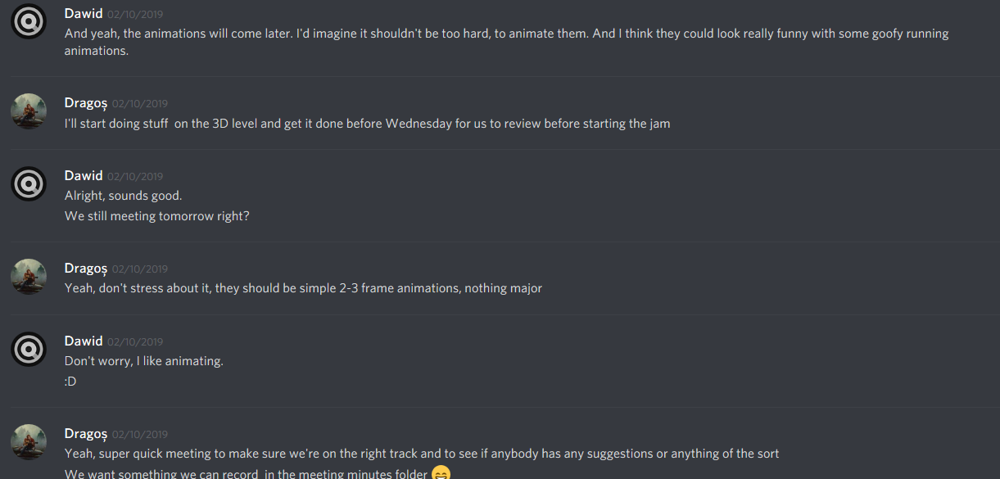 Dawid 02/10/2019
And yeah, the animations will come later. I'd imagine it shouldn't be too hard, to animate them. And I think they could look really funny with some goofy running
animations.
Dragoș 02/10/2019
I'll start doing stuff  on the 3D level and get it done before Wednesday for us to review before starting the jam
Dawid 02/10/2019
Alright, sounds good.
We still meeting tomorrow right?
Dragoș 02/10/2019
Yeah, don't stress about it, they should be simple 2-3 frame animations, nothing major
Dawid 02/10/2019
Don't worry, I like animating.
:D
Dragoș 02/10/2019
Yeah, super quick meeting to make sure we're on the right track and to see if anybody has any suggestions or anything of the sort
We want something we can record  in the meeting minutes folder 😄